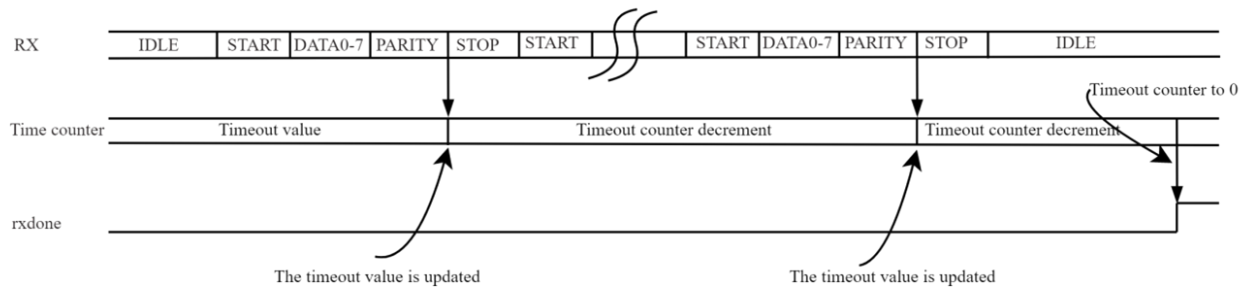 RX IDLE START DATA0-7 PARITY STOP START START DATA0-7 PARITY STOP IDLE
Timeout counter to 0
Time counter Timeout value Timeout counter decrement Timeout counter decrement
rxdone
The timeout value is updated The timeout value is updated